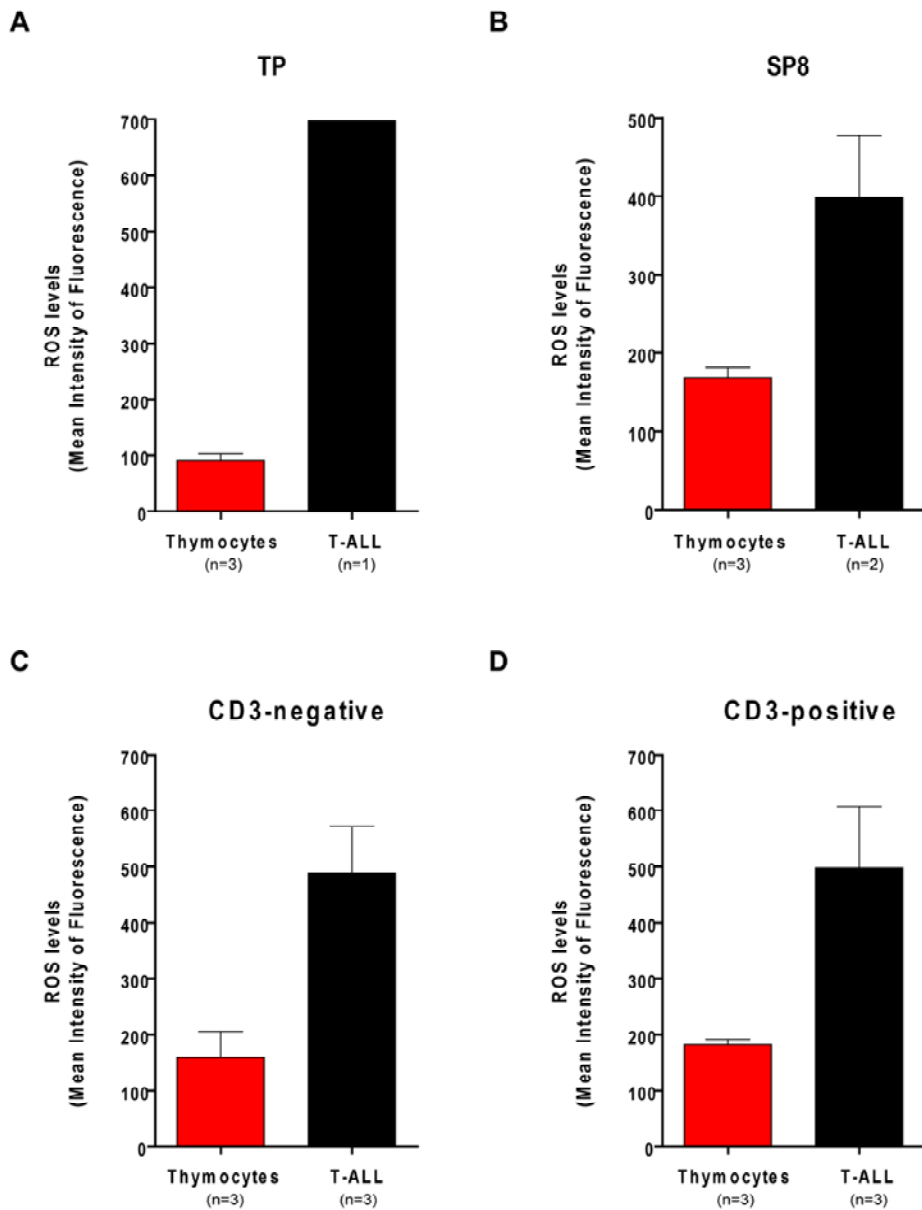 A
TP
ROS levels
(Mean Intensity of Fluorescence)
700
600
500
400
300
200
100
0
Thymocytes
(n=3)
T-ALL
(n=1)
B
SP8
ROS levels
(Mean Intensity of Fluorescence)
500
400
300
200
100
0
Thymocytes
(n=3)
T-ALL
(n=2)
C
CD3-negative
ROS levels
(Mean Intensity of Fluorescence)
700
600
500
400
300
200
100
0
Thymocytes
(n=3)
T-ALL
(n=3)
D
CD3-positive
ROS levels
(Mean Intensity of Fluorescence)
700
600
500
400
300
200
100
0
Thymocytes
(n=3)
T-ALL
(n=3)